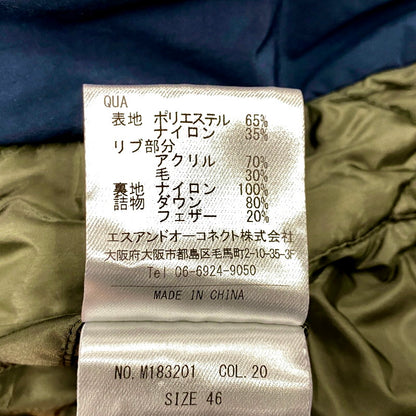 QUA
表地 ポリエステル 65%
ナイロン 35%
リブ部分
アクリル 70%
毛 30%
裏地 ナイロン 100%
詰物 ダウン 80%
フェザー 20%
エスアンドオーコネクト株式会社
大阪府大阪市都島区毛馬町2-10-35-3F
Tel 06-6924-9050
MADE IN CHINA
NO. M183201 COL. 20
SIZE 46